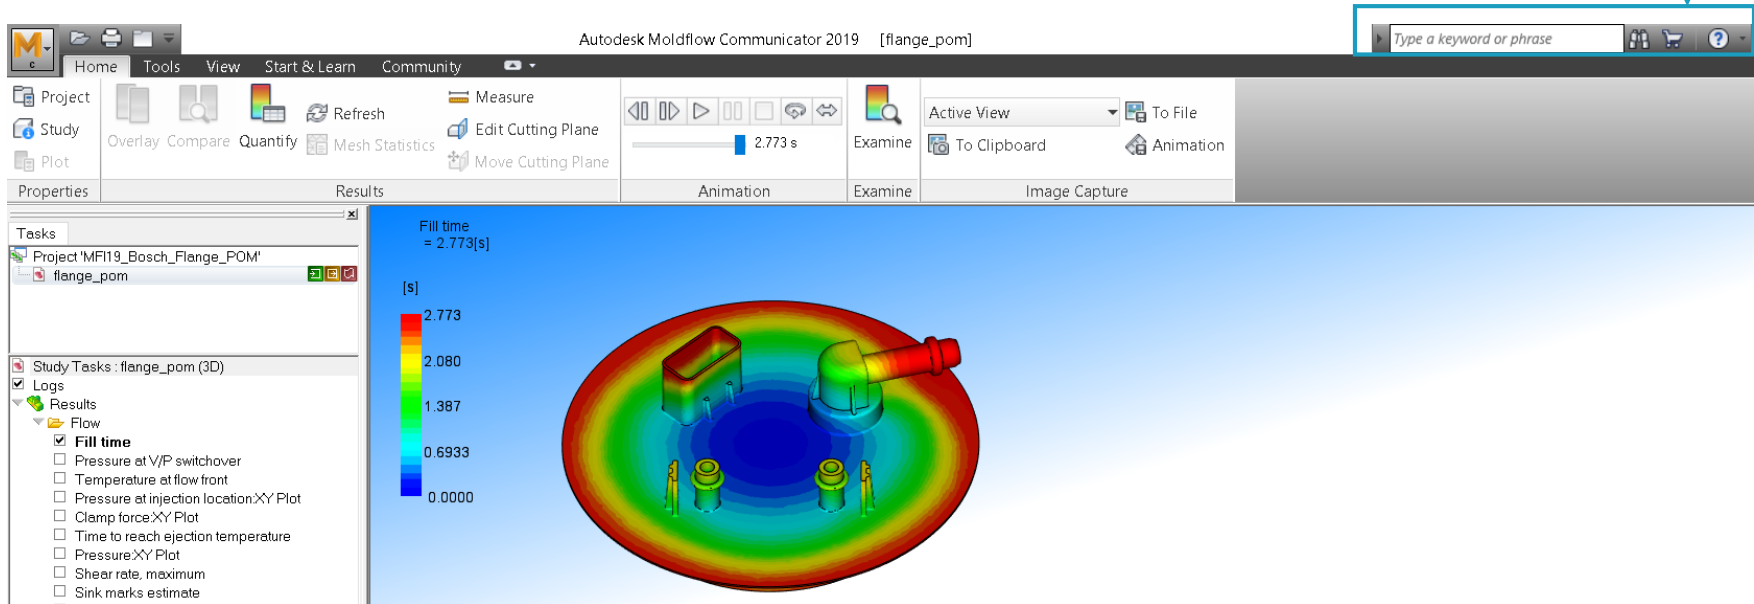 Autodesk Moldflow Communicator 2019 [flange_pom]
Type a keyword or phrase
M
C
Home Tools View Start & Learn Community
Project
Study
Plot
Properties
Overlay Compare Quantify
Refresh
Mesh Statistics
Measure
Edit Cutting Plane
Move Cutting Plane
Results
2.773 s
Animation
Examine
Examine
Active View
To File
To Clipboard
Animation
Image Capture
Tasks
Project 'MFI19_Bosch_Flange_POM'
flange_pom
Study Tasks : flange_pom (3D)
Logs
Results
Flow
Fill time
Pressure at V/P switchover
Temperature at flow front
Pressure at injection location:XY Plot
Clamp force:XY Plot
Time to reach ejection temperature
Pressure:XY Plot
Shear rate, maximum
Sink marks estimate
Fill time
= 2.773[s]
[s]
2.773
2.080
1.387
0.6933
0.0000